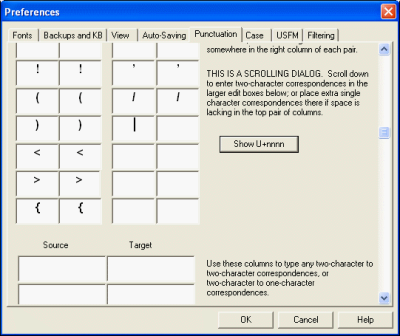 Preferences
Fonts Backups and KB View Auto-Saving Punctuation Case USFM Filtering
somewhere in the right column of each pair.
! ! ' '
( ( / /
) )
< <
> >
{ {
THIS IS A SCROLLING DIALOG. Scroll down
to enter two-character correspondences in the
larger edit boxes below; or place extra single
character correspondences there if space is
lacking in the top pair of columns.
Show U+nnnn
Source Target
Use these columns to type any two-character to
two-character correspondences, or
two-character to one-character
correspondences.
OK Cancel Help